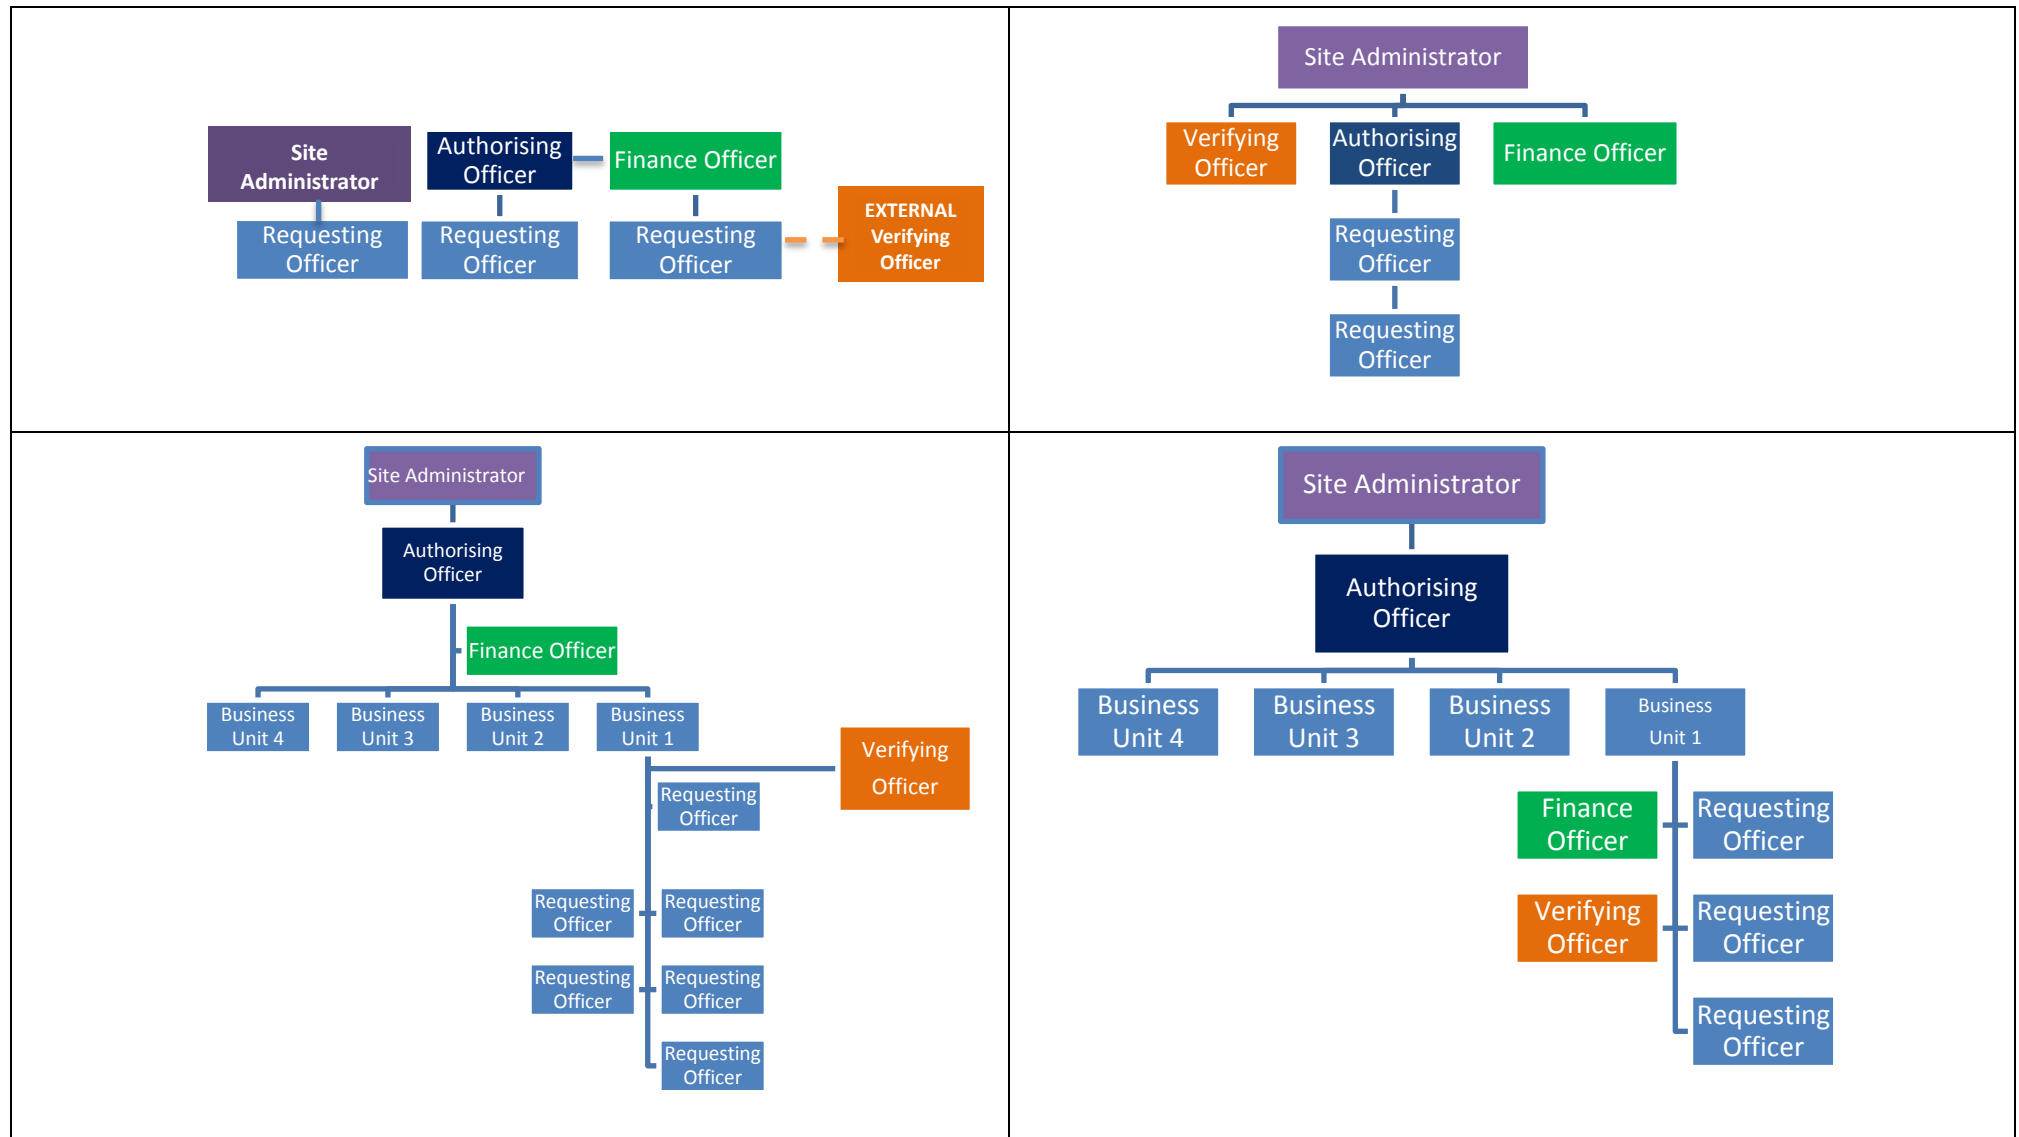 Site
Administrator
Authorising
Officer
Finance Officer
Requesting
Officer
Requesting
Officer
Requesting
Officer
EXTERNAL
Verifying
Officer
Site Administrator
Verifying
Officer
Authorising
Officer
Finance Officer
Requesting
Officer
Requesting
Officer
Site Administrator
Authorising
Officer
Finance Officer
Business
Unit 4
Business
Unit 3
Business
Unit 2
Business
Unit 1
Verifying
Officer
Requesting
Officer
Requesting
Officer
Requesting
Officer
Requesting
Officer
Requesting
Officer
Requesting
Officer
Site Administrator
Authorising
Officer
Business
Unit 4
Business
Unit 3
Business
Unit 2
Business
Unit 1
Finance
Officer
Requesting
Officer
Verifying
Officer
Requesting
Officer
Requesting
Officer